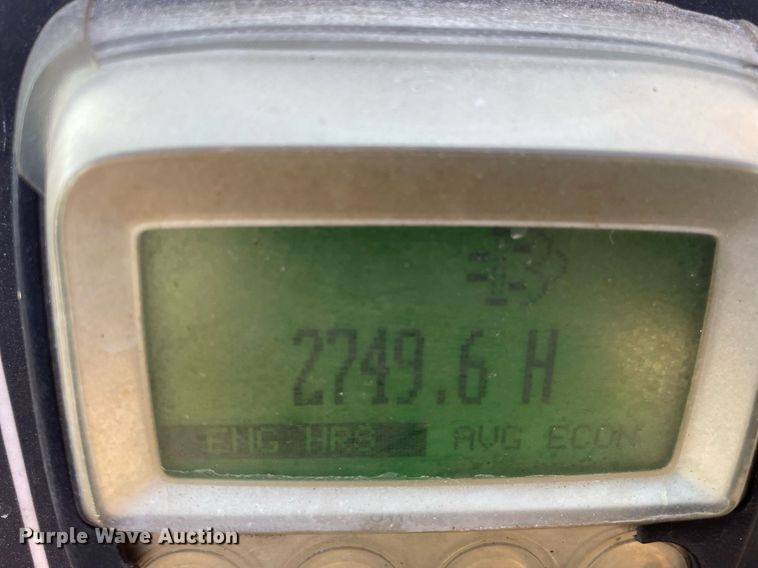 2749.6 H
ENG HRS AVG ECON
Purple Wave Auction